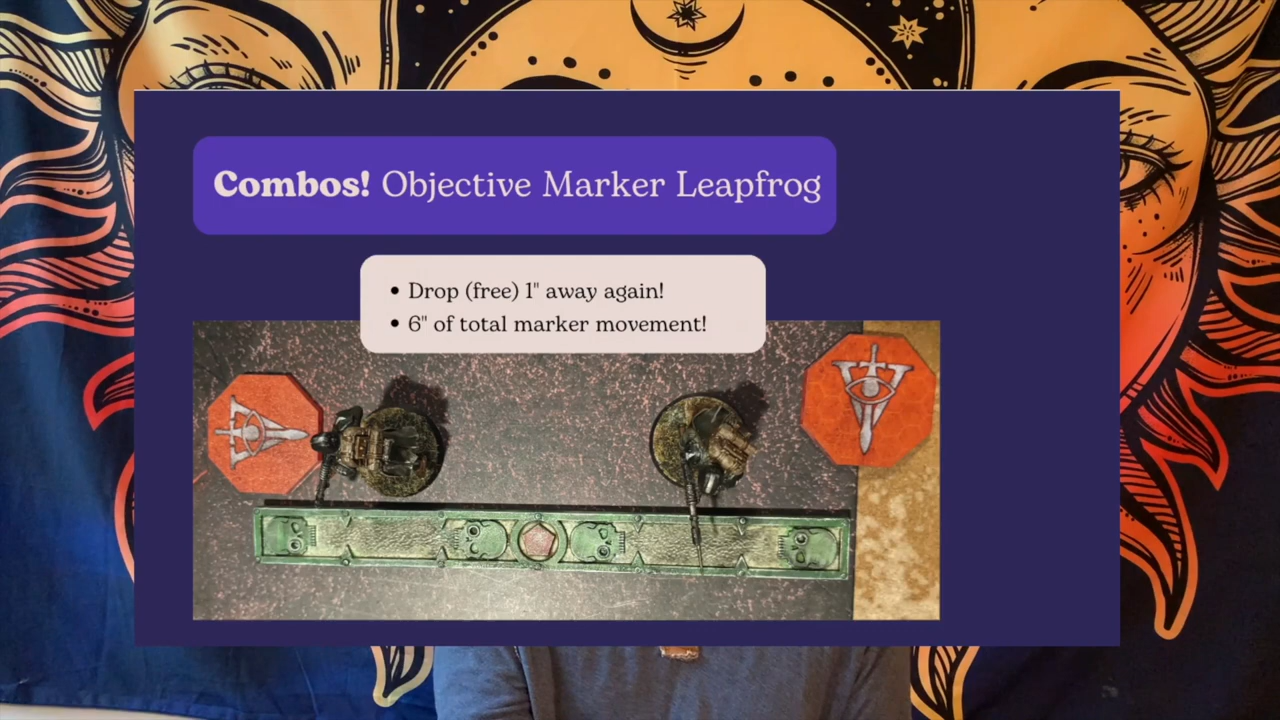 Combos! Objective Marker Leapfrog
• Drop (free) 1" away again!
• 6" of total marker movement!